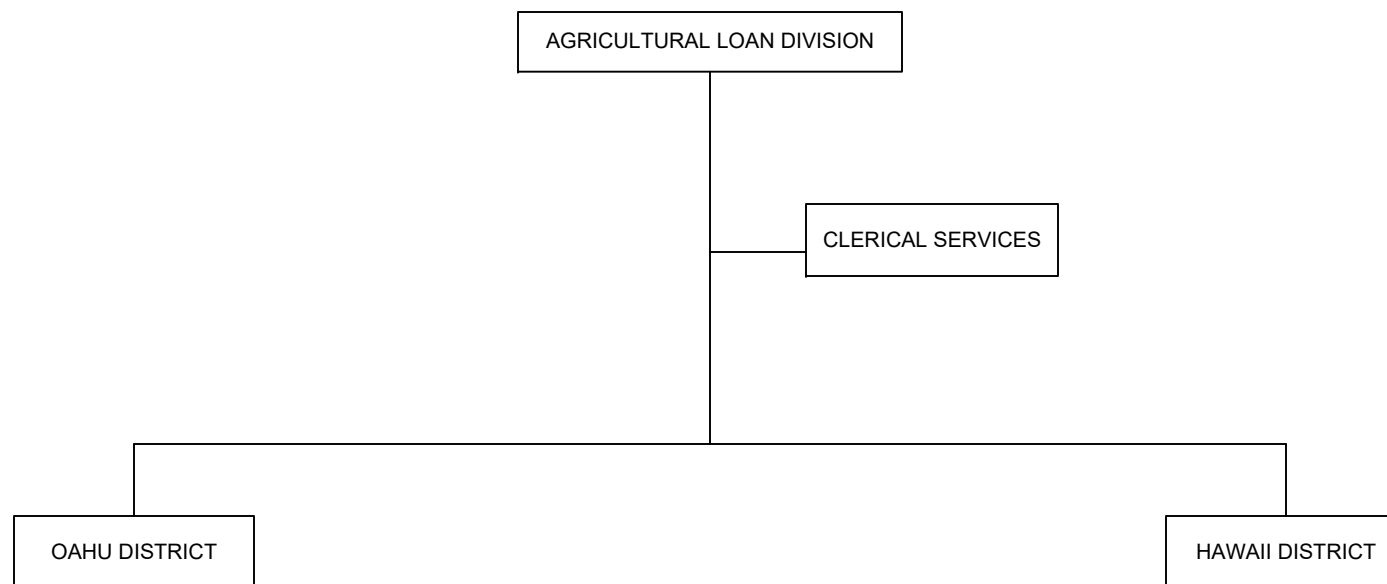 AGRICULTURAL LOAN DIVISION
CLERICAL SERVICES
OAHU DISTRICT
HAWAII DISTRICT